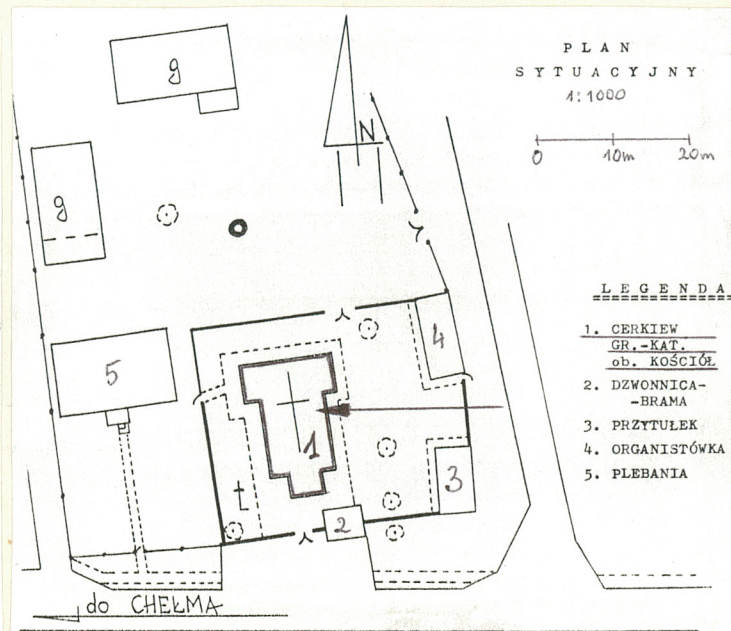 PLAN
SYTUACYJNY
1:1000
0 10m 20m
g
N
g
LEGENDA
1. CERKIEW
GR.-KAT.
ob. KOŚCIÓŁ
2. DZWONNICA-
-BRAMA
3. PRZYTUŁEK
4. ORGANISTÓWKA
5. PLEBANIA
4
5
1
3
2
do CHEŁMA